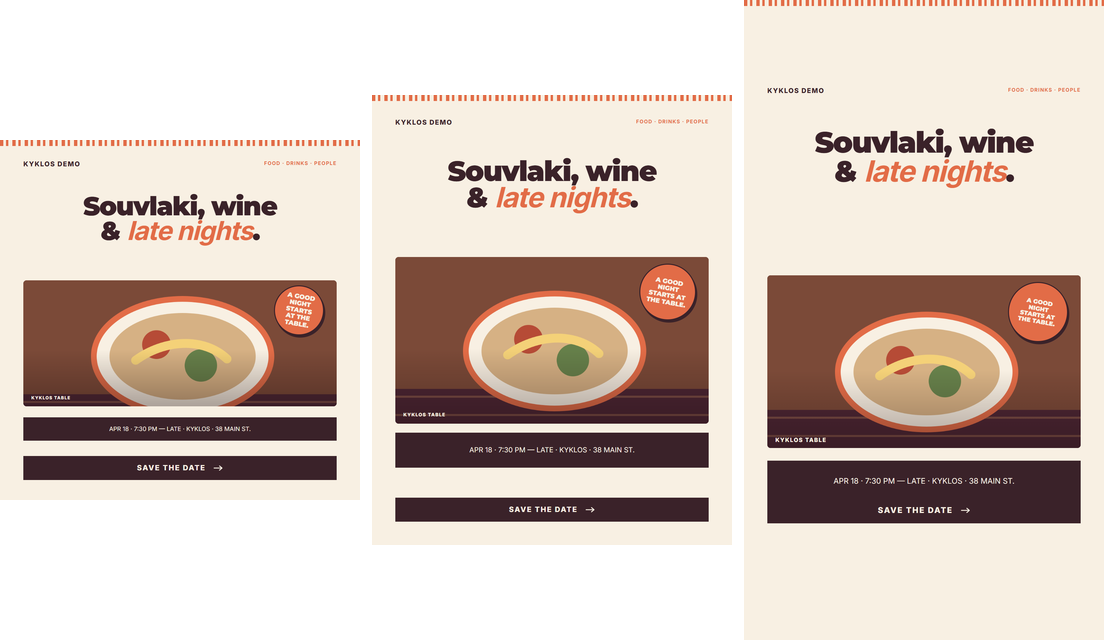 KYKLOS DEMO
FOOD · DRINKS · PEOPLE
Souvlaki, wine
& late nights.
A GOOD
NIGHT
STARTS
AT THE
TABLE.
KYKLOS TABLE
APR 18 · 7:30 PM — LATE · KYKLOS · 38 MAIN ST.
SAVE THE DATE →
KYKLOS DEMO
FOOD · DRINKS · PEOPLE
Souvlaki, wine
& late nights.
A GOOD
NIGHT
STARTS AT
THE TABLE.
KYKLOS TABLE
APR 18 · 7:30 PM — LATE · KYKLOS · 38 MAIN ST.
SAVE THE DATE →
KYKLOS DEMO
FOOD · DRINKS · PEOPLE
Souvlaki, wine
& late nights.
A GOOD
NIGHT
STARTS AT
THE TABLE.
KYKLOS TABLE
APR 18 · 7:30 PM — LATE · KYKLOS · 38 MAIN ST.
SAVE THE DATE →